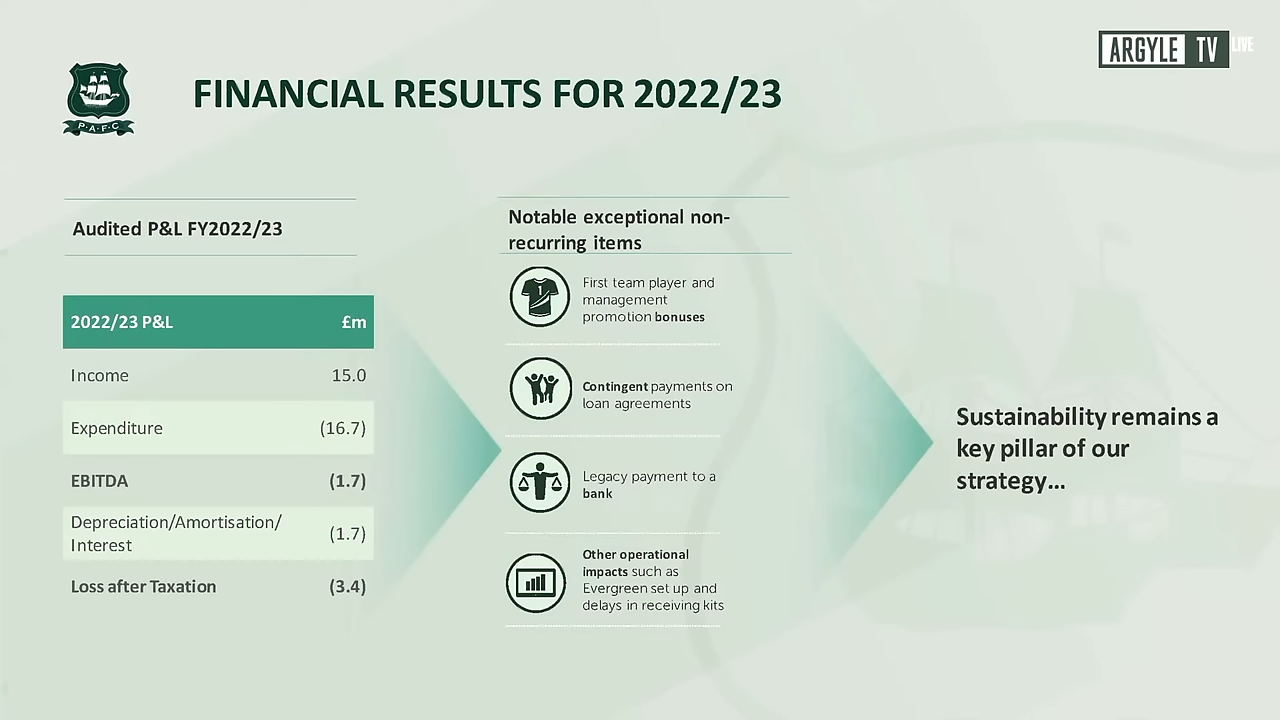 ARGYLE TV LIVE
P·A·F·C
FINANCIAL RESULTS FOR 2022/23
Audited P&L FY2022/23
2022/23 P&L £m
Income 15.0
Expenditure (16.7)
EBITDA (1.7)
Depreciation/Amortisation/
Interest (1.7)
Loss after Taxation (3.4)
Notable exceptional non-
recurring items
1
First team player and
management
promotion bonuses
Contingent payments on
loan agreements
Legacy payment to a
bank
Other operational
impacts such as
Evergreen set up and
delays in receiving kits
Sustainability remains a
key pillar of our
strategy...